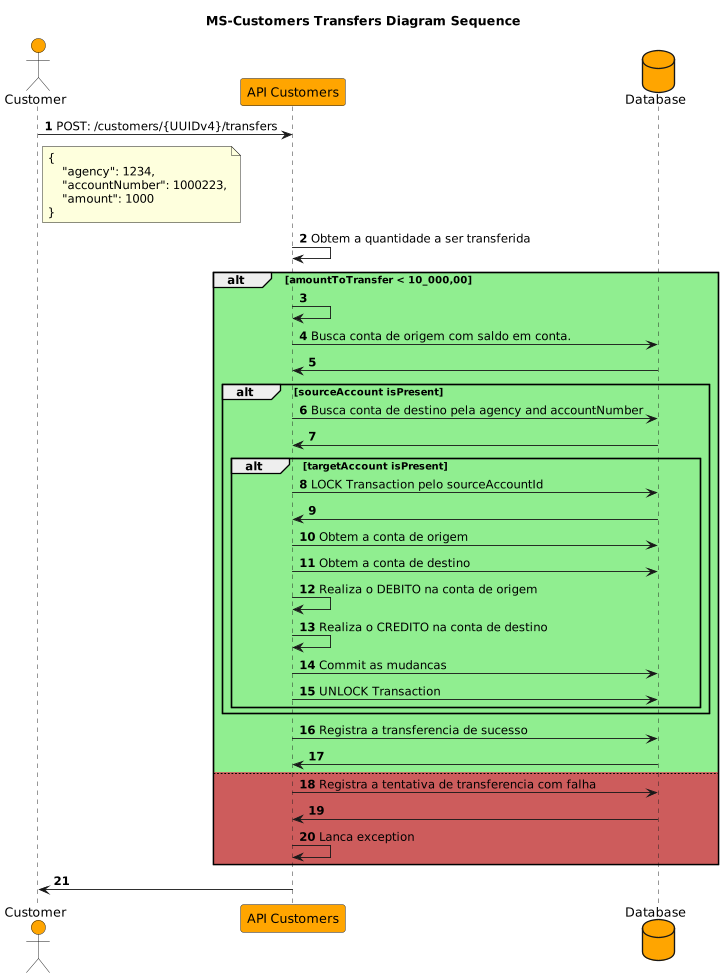 MS-Customers Transfers Diagram Sequence
Customer
API Customers
Database
1 POST: /customers/{UUIDv4}/transfers
{
"agency": 1234,
"accountNumber": 1000223,
"amount": 1000
}
2 Obtem a quantidade a ser transferida
alt [amountToTransfer < 10_000,00]
3
4 Busca conta de origem com saldo em conta.
5
alt [sourceAccount isPresent]
6 Busca conta de destino pela agency and accountNumber
7
alt [targetAccount isPresent]
8 LOCK Transaction pelo sourceAccountId
9
10 Obtem a conta de origem
11 Obtem a conta de destino
12 Realiza o DEBITO na conta de origem
13 Realiza o CREDITO na conta de destino
14 Commit as mudancas
15 UNLOCK Transaction
16 Registra a transferencia de sucesso
17
18 Registra a tentativa de transferencia com falha
19
20 Lanca exception
21
Customer
API Customers
Database